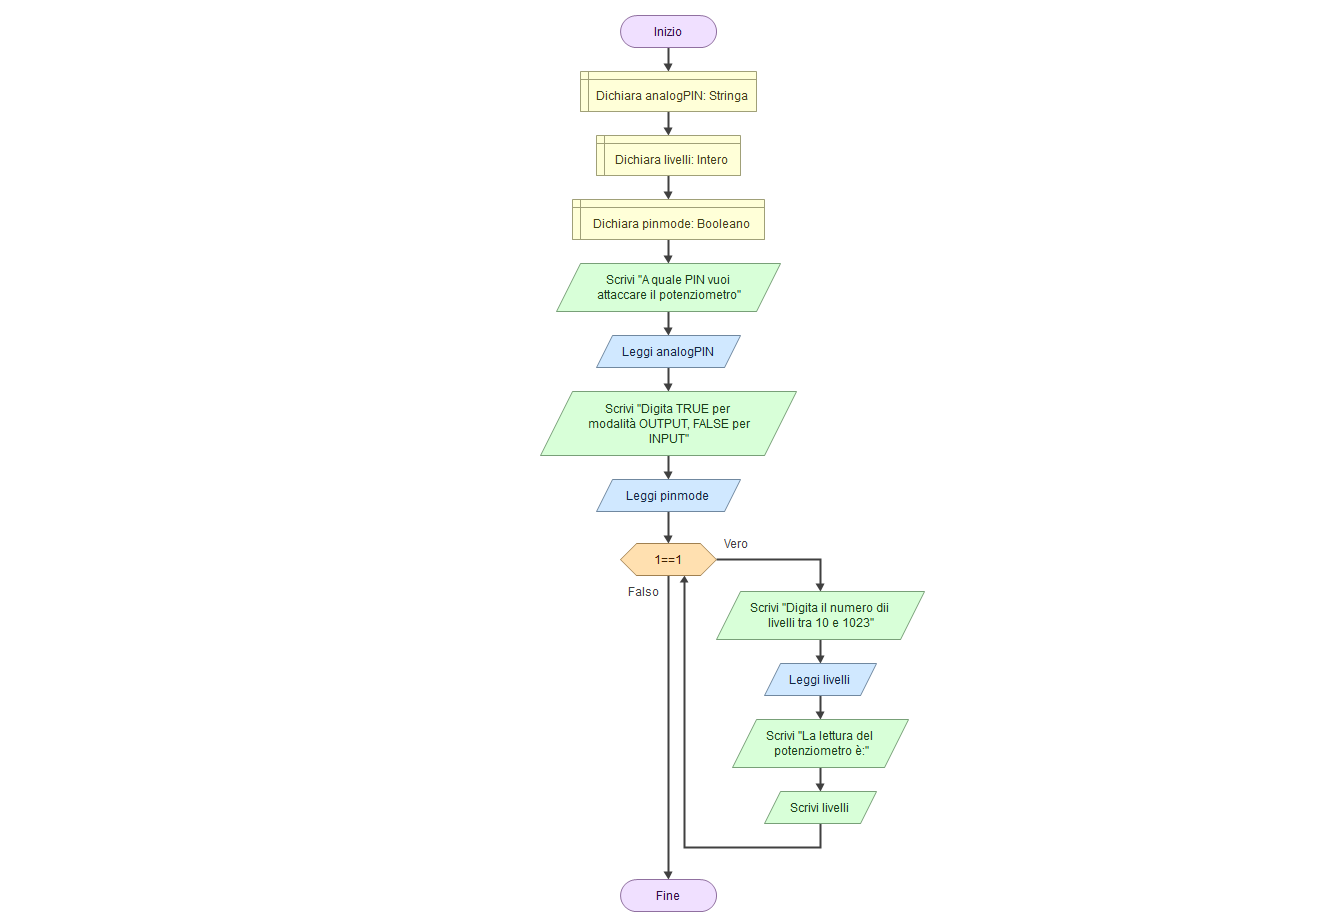 Inizio
Dichiara analogPIN: Stringa
Dichiara livelli: Intero
Dichiara pinmode: Booleano
Scrivi "A quale PIN vuoi
attaccare il potenziometro"
Leggi analogPIN
Scrivi "Digita TRUE per
modalità OUTPUT, FALSE per
INPUT"
Leggi pinmode
1==1
Vero
Falso
Scrivi "Digita il numero dii
livelli tra 10 e 1023"
Leggi livelli
Scrivi "La lettura del
potenziometro è:"
Scrivi livelli
Fine